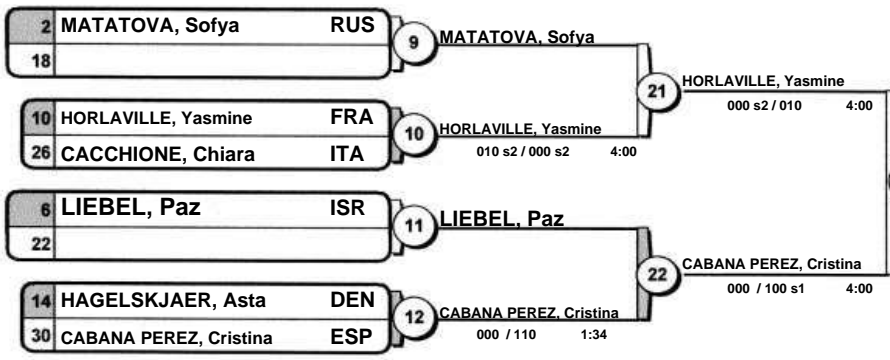 2 MATATOVA, Sofya RUS
18
9
MATATOVA, Sofya
10 HORLAVILLE, Yasmine FRA
26 CACCHIONE, Chiara ITA
10
HORLAVILLE, Yasmine
010 s2 / 000 s2 4:00
21
HORLAVILLE, Yasmine
000 s2 / 010 4:00
6 LIEBEL, Paz ISR
22
11
LIEBEL, Paz
14 HAGELSKJAER, Asta DEN
30 CABANA PEREZ, Cristina ESP
12
CABANA PEREZ, Cristina
000 / 110 1:34
22
CABANA PEREZ, Cristina
000 / 100 s1 4:00